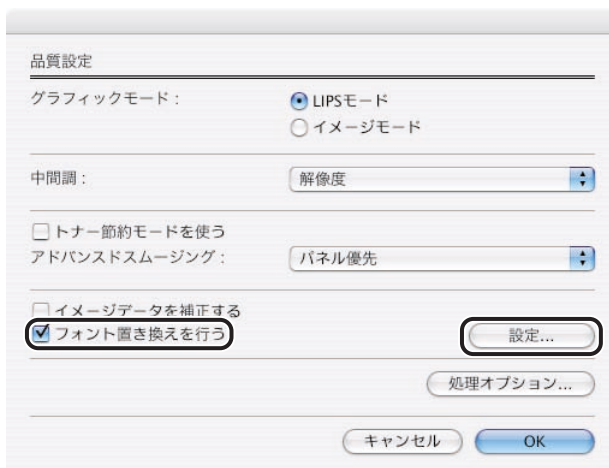 品質設定
グラフィックモード：
LIPSモード
イメージモード
中間調：
解像度
トナー節約モードを使う
アドバンスドスムージング：
パネル優先
イメージデータを補正する
フォント置き換えを行う
設定...
処理オプション...
キャンセル
OK